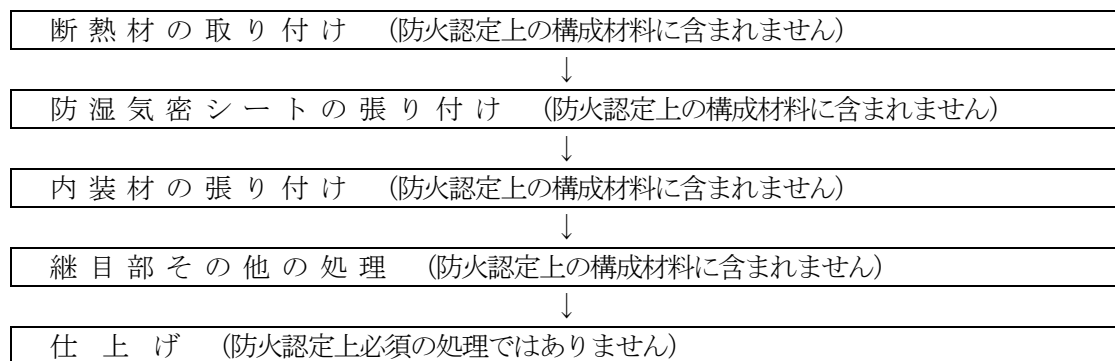 断熱材の取り付け (防火認定上の構成材料に含まれません)
↓
防湿気密シートの張り付け (防火認定上の構成材料に含まれません)
↓
内装材の張り付け (防火認定上の構成材料に含まれません)
↓
継目部その他の処理 (防火認定上の構成材料に含まれません)
↓
仕上げ (防火認定上必須の処理ではありません)